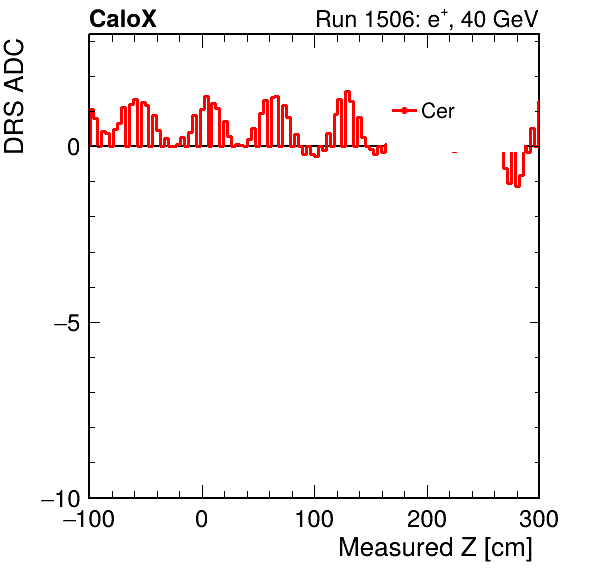 CaloX Run 1506: e⁺, 40 GeV
DRS ADC
Cer
0
−5
−10
−100 0 100 200 300
Measured Z [cm]